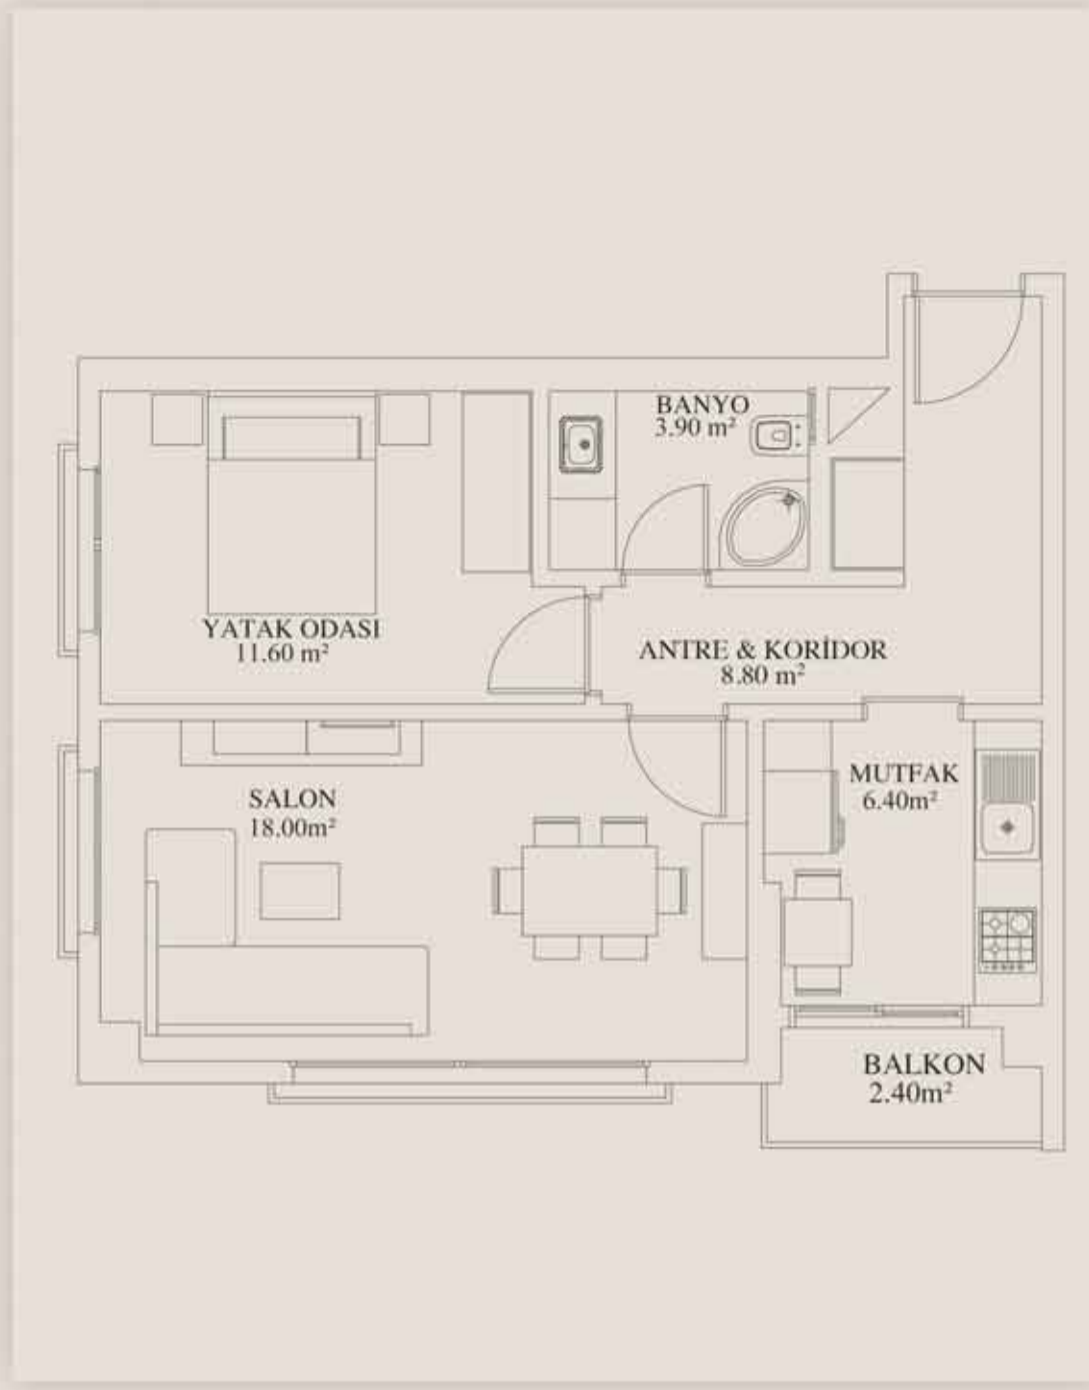 BANYO
3.90 m²
YATAK ODASI
11.60 m²
ANTRE & KORİDOR
8.80 m²
SALON
18.00m²
MUTFAK
6.40m²
BALKON
2.40m²